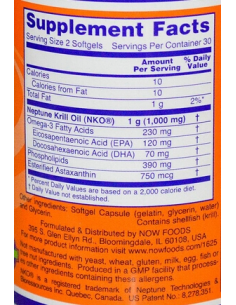 Supplement Facts
Serving Size 2 Softgels Servings Per Container 30
Amount Per Serving % Daily Value
Calories 10
Calories from Fat 10
Total Fat 1 g 2%*
Neptune Krill Oil (NKO®) 1 g (1,000 mg) †
Omega-3 Fatty Acids 230 mg †
Eicosapentaenoic Acid (EPA) 120 mg †
Docosahexaenoic Acid (DHA) 70 mg †
Phospholipids 390 mg †
Esterified Astaxanthin 750 mcg †
* Percent Daily Values are based on a 2,000 calorie diet.
† Daily Value not established.
Other ingredients: Softgel Capsule (gelatin, glycerin, water)
and Glycerin. Contains shellfish (krill).
Formulated & Distributed by NOW FOODS
395 S. Glen Ellyn Rd., Bloomingdale, IL 60108, USA
For more product information visit www.nowfoods.com/1625
Not manufactured with yeast, wheat, gluten, milk, egg, fish or
other ingredients containing these allergens. Produced in a GMP facility that
NKO® is a registered trademark of Neptune Technologies &
Bioressources Inc. Quebec, Canada. US Patent No. 8,278,351